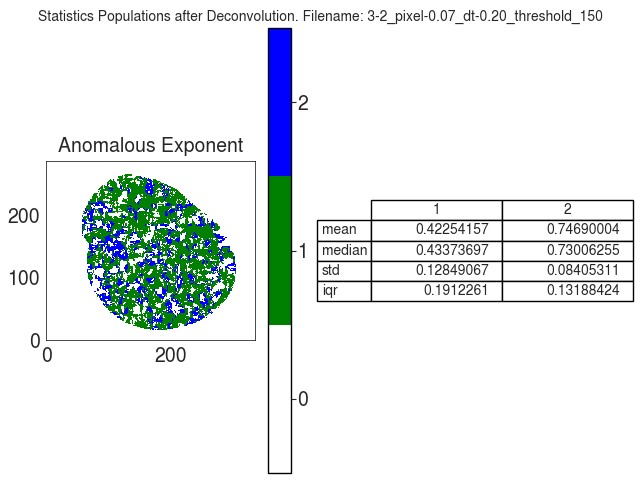 Statistics Populations after Deconvolution. Filename: 3-2_pixel-0.07_dt-0.20_threshold_150
Anomalous Exponent
200
100
0
0 200
2
1
0
1 2
mean 0.42254157 0.74690004
median 0.43373697 0.73006255
std 0.12849067 0.08405311
iqr 0.1912261 0.13188424